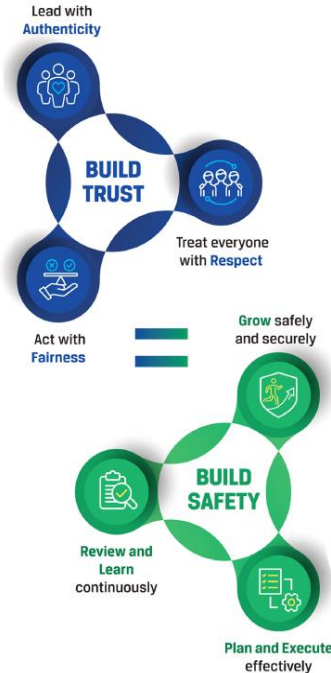 Lead with
Authenticity
BUILD
TRUST
Treat everyone
with Respect
Act with
Fairness
Grow safely
and securely
BUILD
SAFETY
Review and
Learn
continuously
Plan and Execute
effectively